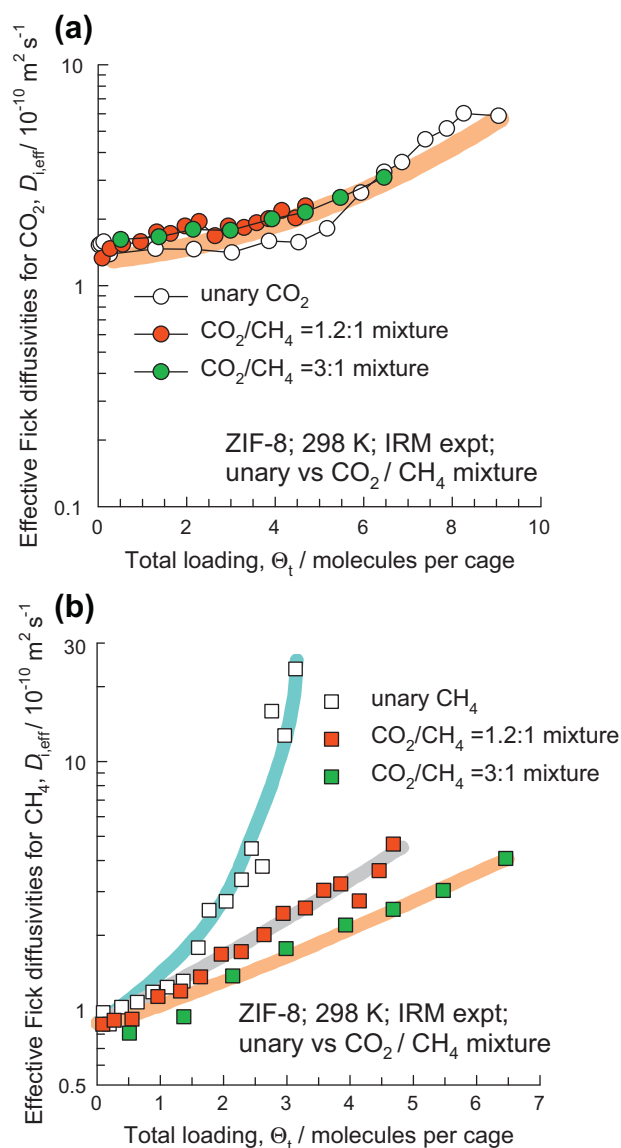 (a)
Effective Fick diffusivities for CO₂, D_i,eff / 10⁻¹⁰ m² s⁻¹
10
1
0.1
unary CO₂
CO₂/CH₄ =1.2:1 mixture
CO₂/CH₄ =3:1 mixture
ZIF-8; 298 K; IRM expt;
unary vs CO₂ / CH₄ mixture
0 2 4 6 8 10
Total loading, Θₜ / molecules per cage
(b)
Effective Fick diffusivities for CH₄, D_i,eff / 10⁻¹⁰ m² s⁻¹
30
10
1
0.5
unary CH₄
CO₂/CH₄ =1.2:1 mixture
CO₂/CH₄ =3:1 mixture
ZIF-8; 298 K; IRM expt;
unary vs CO₂ / CH₄ mixture
0 1 2 3 4 5 6 7
Total loading, Θₜ / molecules per cage